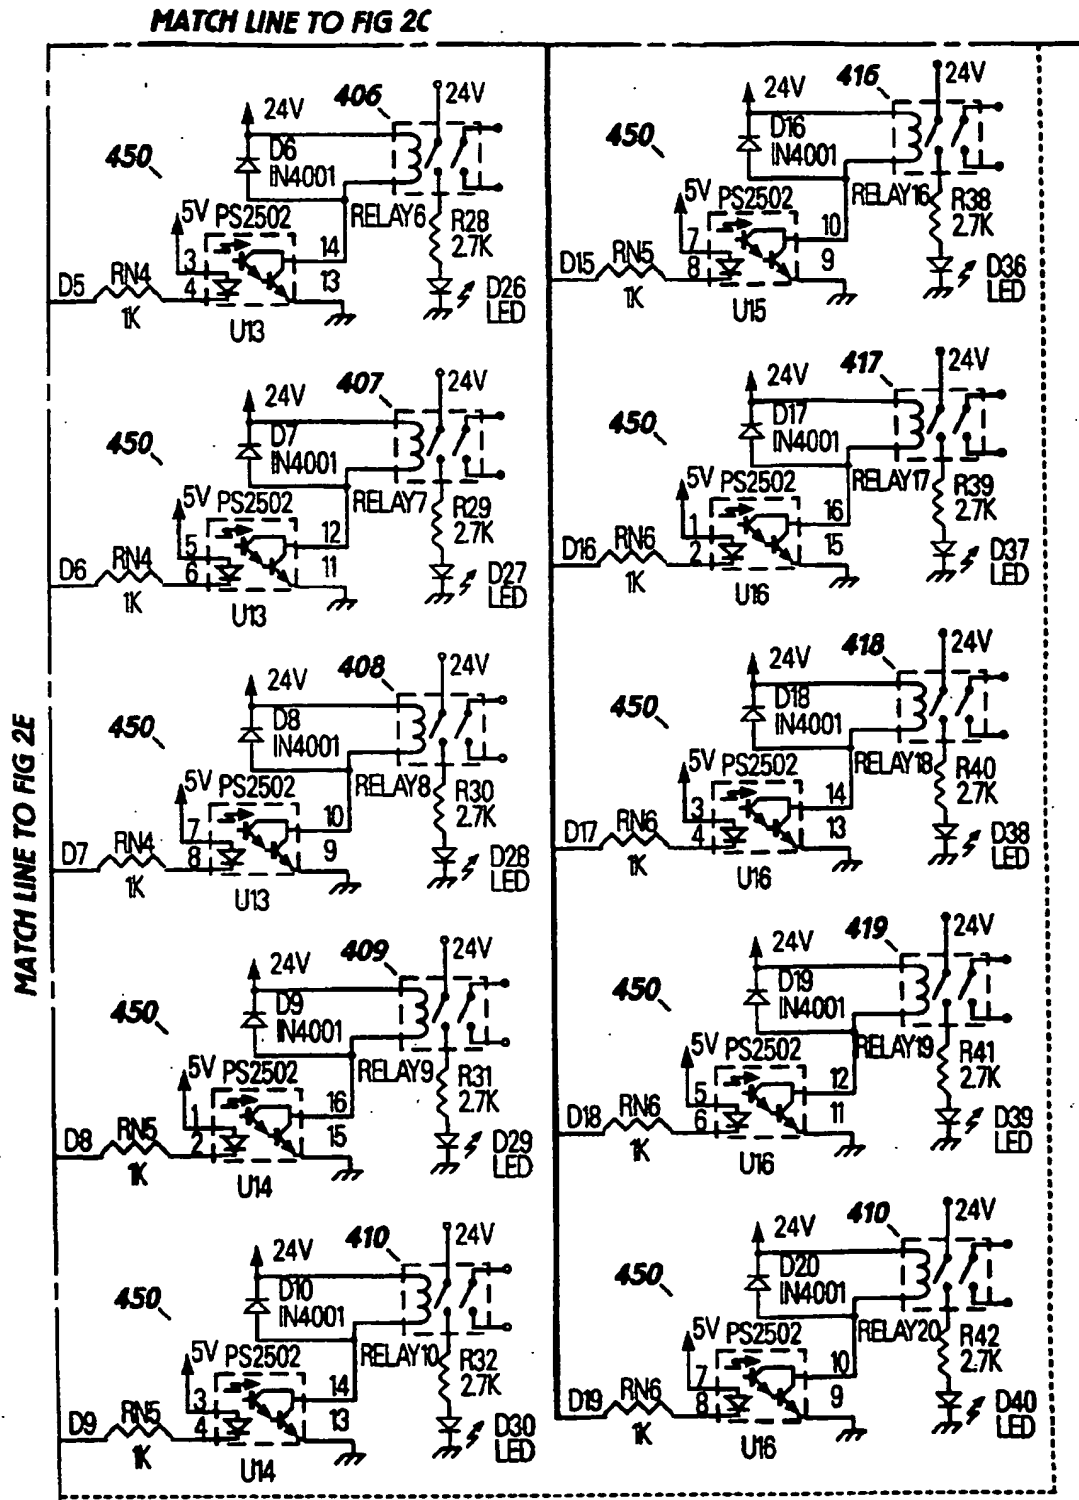 MATCH LINE TO FIG 2C
MATCH LINE TO FIG 2E
406
24V
24V
450
D6
IN4001
5V
PS2502
RELAY6
R28
2.7K
3
14
D5
RN4
4
13
1K
U13
D26
LED
407
24V
24V
450
D7
IN4001
5V
PS2502
RELAY7
R29
2.7K
5
12
D6
RN4
6
11
1K
U13
D27
LED
408
24V
24V
450
D8
IN4001
5V
PS2502
RELAY8
R30
2.7K
7
10
D7
RN4
8
9
1K
U13
D28
LED
409
24V
24V
450
D9
IN4001
5V
PS2502
RELAY9
R31
2.7K
1
16
D8
RN5
2
15
1K
U14
D29
LED
410
24V
24V
450
D10
IN4001
5V
PS2502
RELAY10
R32
2.7K
3
14
D9
RN5
4
13
1K
U14
D30
LED
416
24V
24V
450
D16
IN4001
5V
PS2502
RELAY16
R38
2.7K
7
10
D15
RN5
8
9
1K
U15
D36
LED
417
24V
24V
450
D17
IN4001
5V
PS2502
RELAY17
R39
2.7K
1
16
D16
RN6
2
15
1K
U16
D37
LED
418
24V
24V
450
D18
IN4001
5V
PS2502
RELAY18
R40
2.7K
3
14
D17
RN6
4
13
1K
U16
D38
LED
419
24V
24V
450
D19
IN4001
5V
PS2502
RELAY19
R41
2.7K
5
12
D18
RN6
6
11
1K
U16
D39
LED
410
24V
24V
450
D20
IN4001
5V
PS2502
RELAY20
R42
2.7K
7
10
D19
RN6
8
9
1K
U16
D40
LED